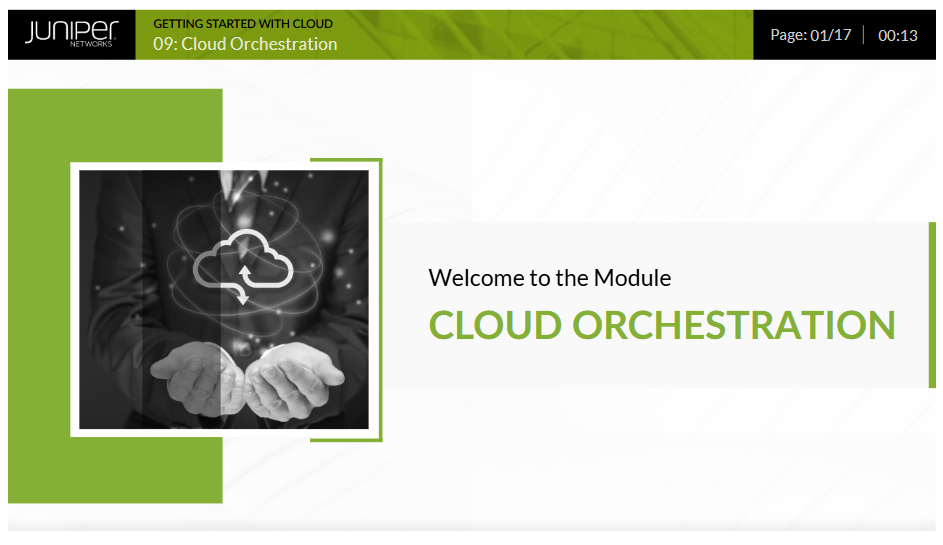 JUNIPEr
NETWORKS
GETTING STARTED WITH CLOUD
09: Cloud Orchestration
Page: 01/17 | 00:13
Welcome to the Module
CLOUD ORCHESTRATION